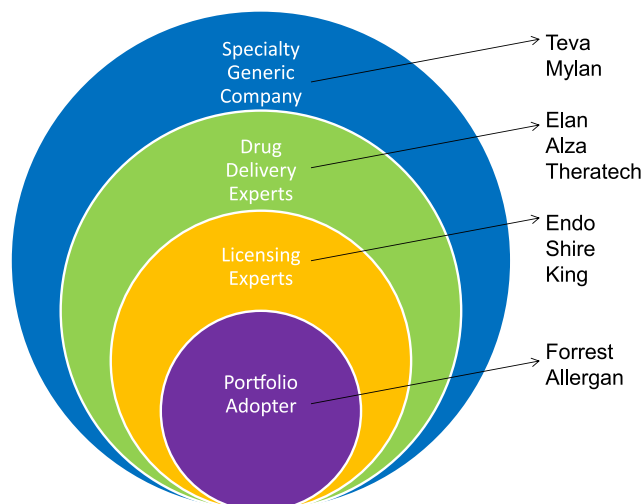 Specialty
Generic
Company
Teva
Mylan
Drug
Delivery
Experts
Elan
Alza
Theratech
Licensing
Experts
Endo
Shire
King
Portfolio
Adopter
Forrest
Allergan